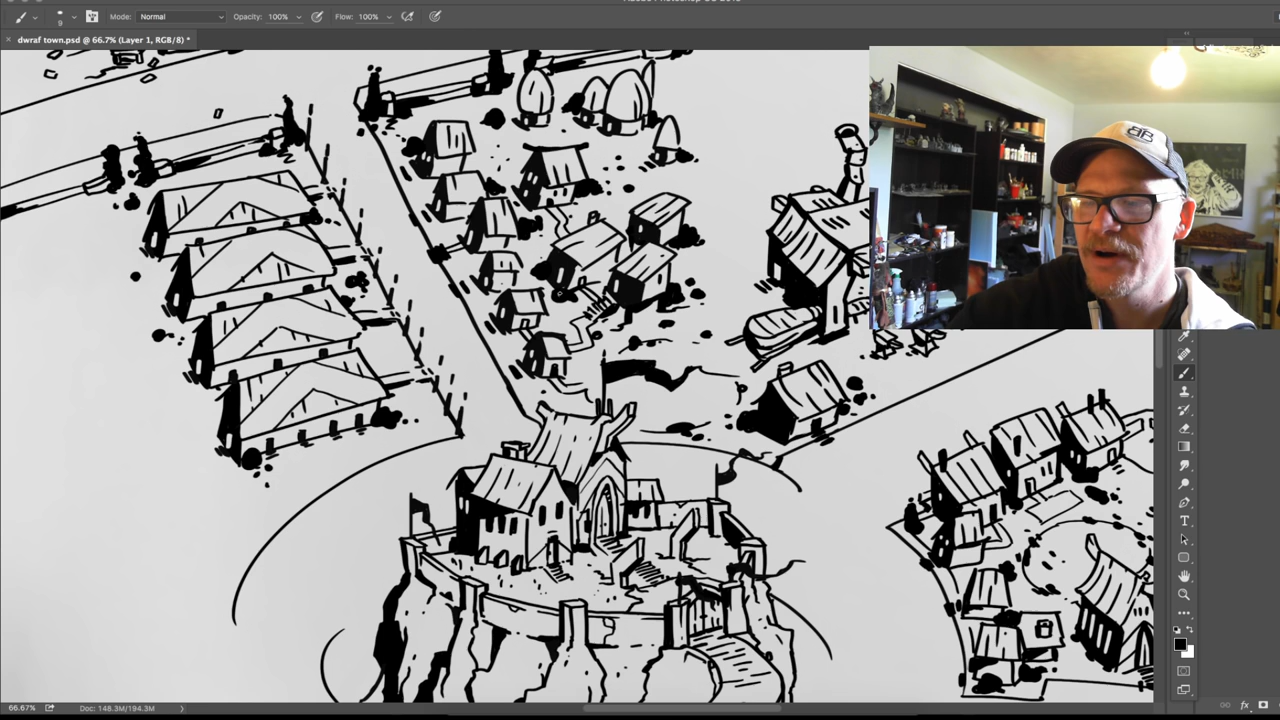 9
Mode: Normal Opacity: 100% Flow: 100%
dwraf town.psd @ 66.7% (Layer 1, RGB/8) *
66.67% Doc: 148.3M/194.3M